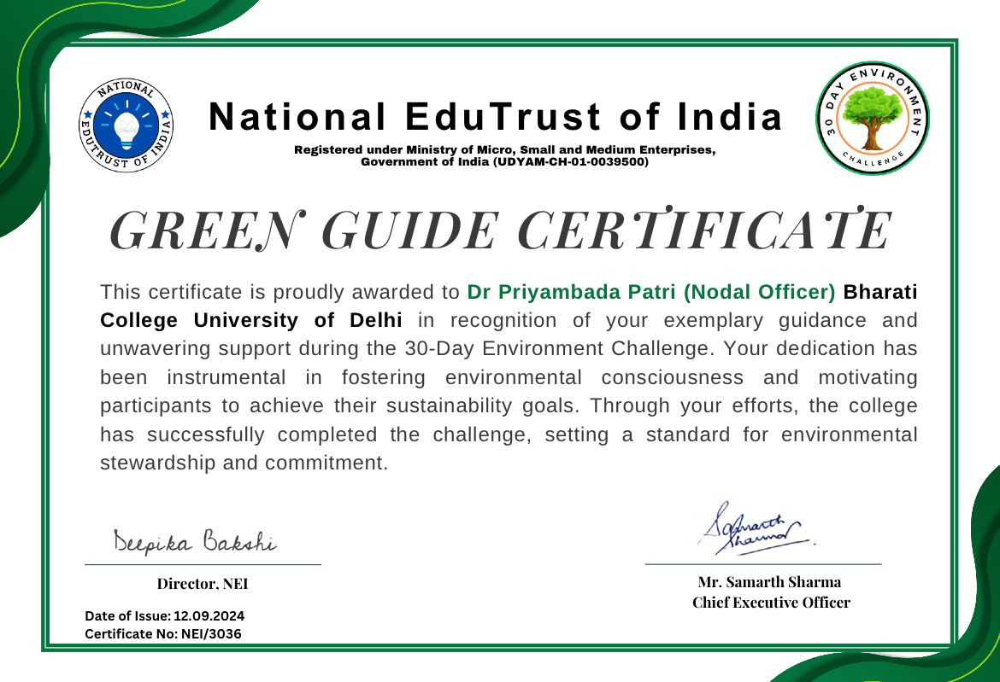 NATIONAL
EDUTRUST OF INDIA
30 DAY ENVIRONMENT
CHALLENGE
National EduTrust of India
Registered under Ministry of Micro, Small and Medium Enterprises,
Government of India (UDYAM-CH-01-0039500)
GREEN GUIDE CERTIFICATE
This certificate is proudly awarded to Dr Priyambada Patri (Nodal Officer) Bharati
College University of Delhi in recognition of your exemplary guidance and
unwavering support during the 30-Day Environment Challenge. Your dedication has
been instrumental in fostering environmental consciousness and motivating
participants to achieve their sustainability goals. Through your efforts, the college
has successfully completed the challenge, setting a standard for environmental
stewardship and commitment.
Deepika Bakshi
Director, NEI
Samarth
Sharma
Mr. Samarth Sharma
Chief Executive Officer
Date of Issue: 12.09.2024
Certificate No: NEI/3036